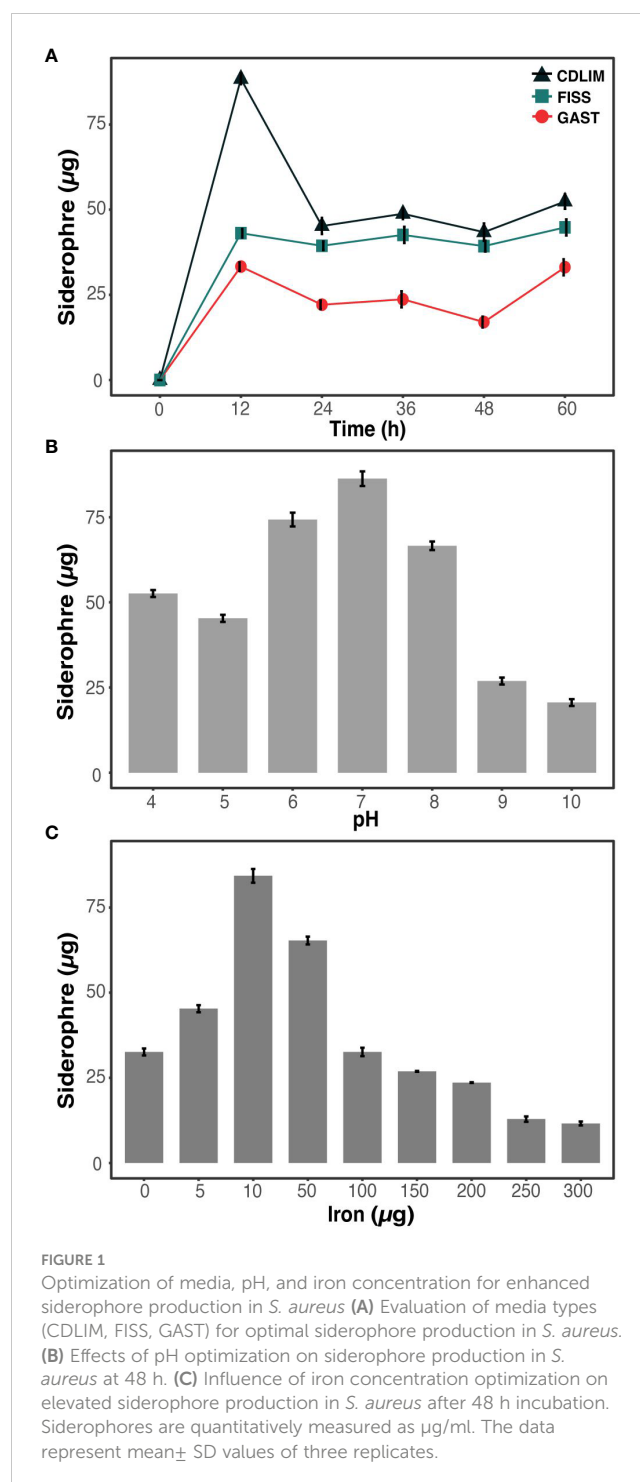 A
Siderophre (µg)
75
50
25
0
CDLIM
FISS
GAST
0 12 24 36 48 60
Time (h)
B
Siderophre (µg)
75
50
25
0
4 5 6 7 8 9 10
pH
C
Siderophre (µg)
75
50
25
0
0 5 10 50 100 150 200 250 300
Iron (µg)
FIGURE 1
Optimization of media, pH, and iron concentration for enhanced
siderophore production in S. aureus (A) Evaluation of media types
(CDLIM, FISS, GAST) for optimal siderophore production in S. aureus.
(B) Effects of pH optimization on siderophore production in S.
aureus at 48 h. (C) Influence of iron concentration optimization on
elevated siderophore production in S. aureus after 48 h incubation.
Siderophores are quantitatively measured as µg/ml. The data
represent mean± SD values of three replicates.